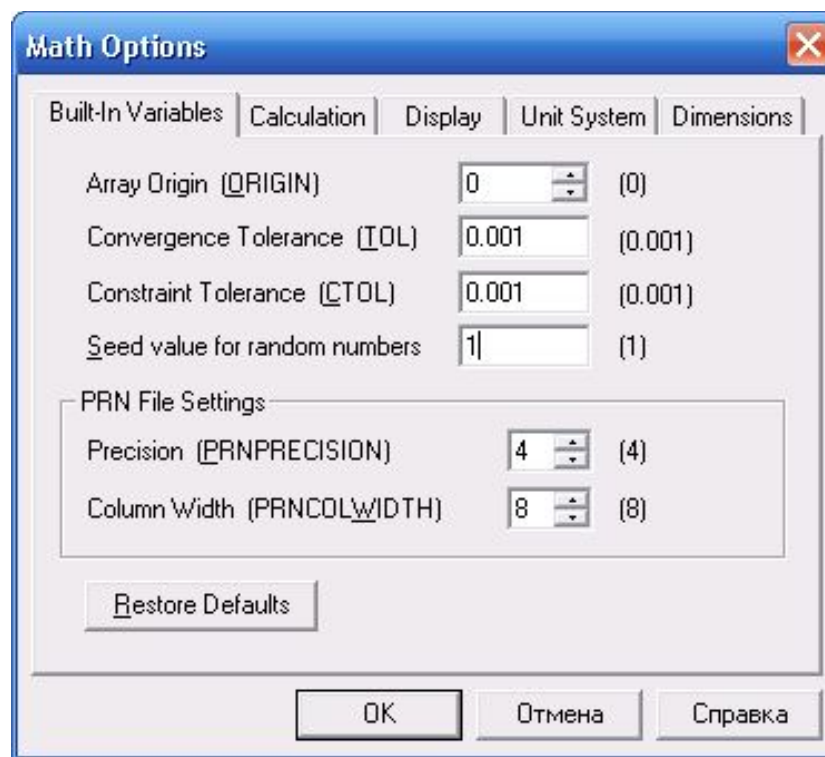 Math Options
Built-In Variables Calculation Display Unit System Dimensions
Array Origin (ORIGIN) 0 (0)
Convergence Tolerance (TOL) 0.001 (0.001)
Constraint Tolerance (CTOL) 0.001 (0.001)
Seed value for random numbers 1 (1)
PRN File Settings
Precision (PRNPRECISION) 4 (4)
Column Width (PRNCOLWIDTH) 8 (8)
Restore Defaults
OK Отмена Справка